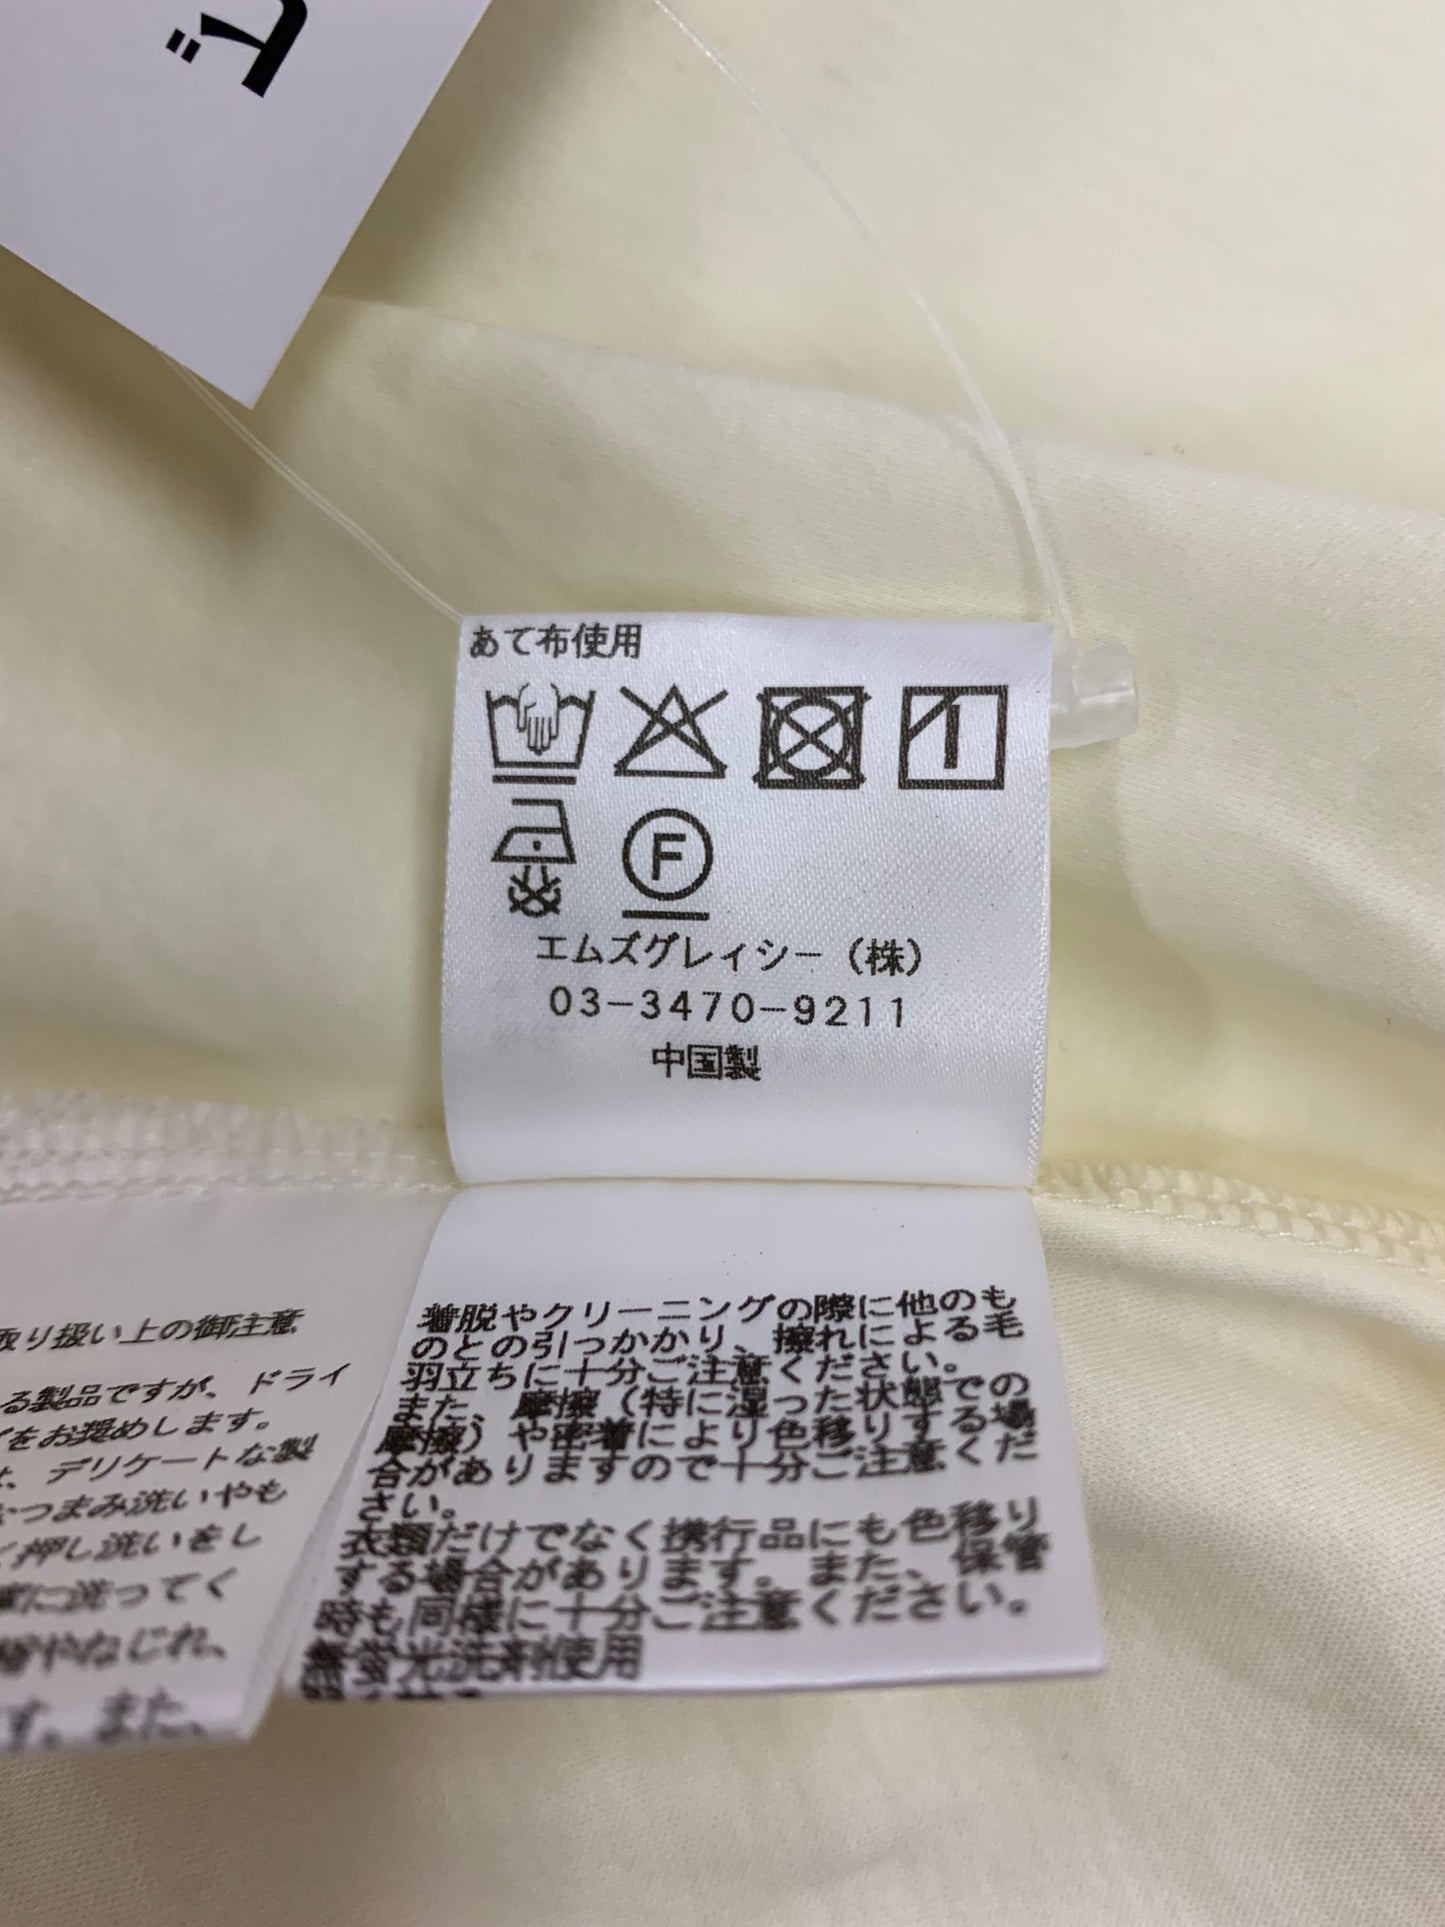 あて布使用
エムズグレィシー（株）
03-3470-9211
中国製
着脱やクリーニングの際に他のも
のとの引っかかり、擦れによる毛
羽立ちに十分ご注意ください。
また、摩擦（特に湿った状態での
摩擦）や密着により色移りする場
合がありますので十分ご注意くだ
さい。
衣類だけでなく携行品にも色移り
する場合があります。また、保管
時も同様に十分ご注意ください。
無蛍光洗剤使用
取り扱い上の御注意
る製品ですが、ドライ
をお奨めします。
、デリケートな製
なつまみ洗いやも
押し洗いをし
に洗ってく
やねじれ、
す。また、